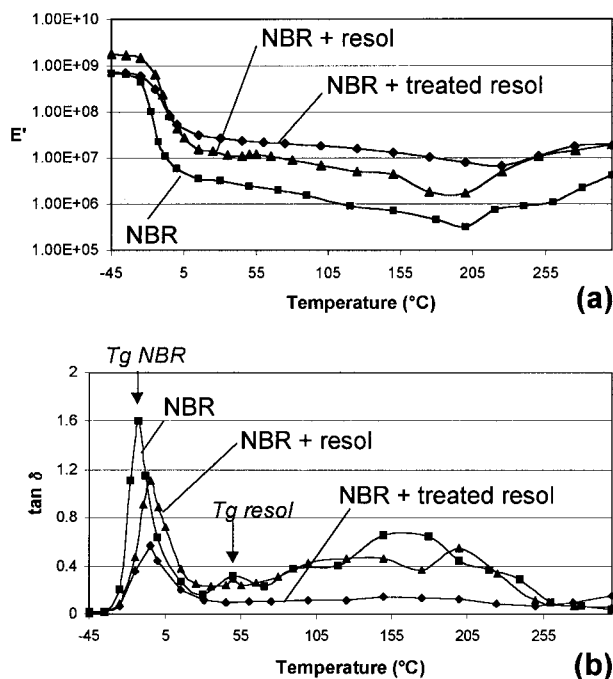 1.00E+10
NBR + resol
1.00E+09
NBR + treated resol
1.00E+08
E'
1.00E+07
1.00E+06
NBR
1.00E+05
-45 5 55 105 155 205 255
Temperature (°C)
(a)
Tg NBR
2
NBR
1.6
NBR + resol
1.2
tan δ
NBR + treated resol
Tg resol
0.8
0.4
0
-45 5 55 105 155 205 255
Temperature (°C)
(b)